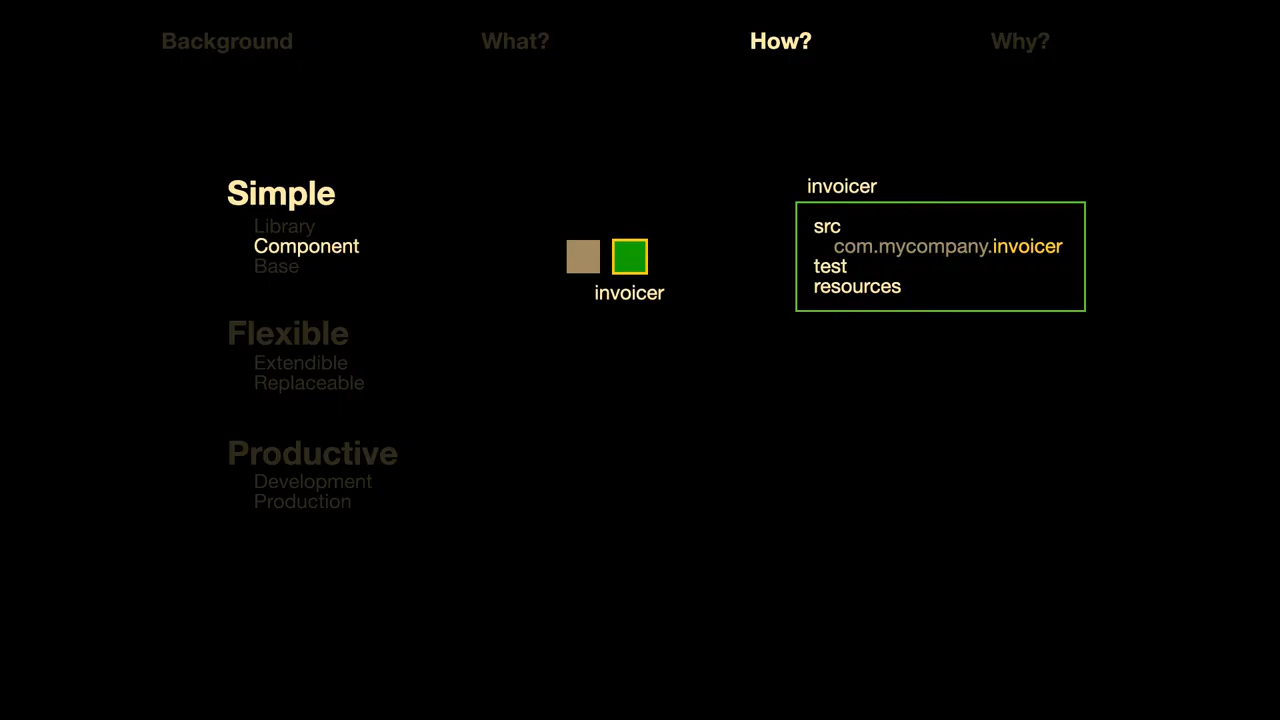 Background What? How? Why?
Simple
Library
Component
Base
Flexible
Extendible
Replaceable
Productive
Development
Production
invoicer
invoicer
src
com.mycompany.invoicer
test
resources